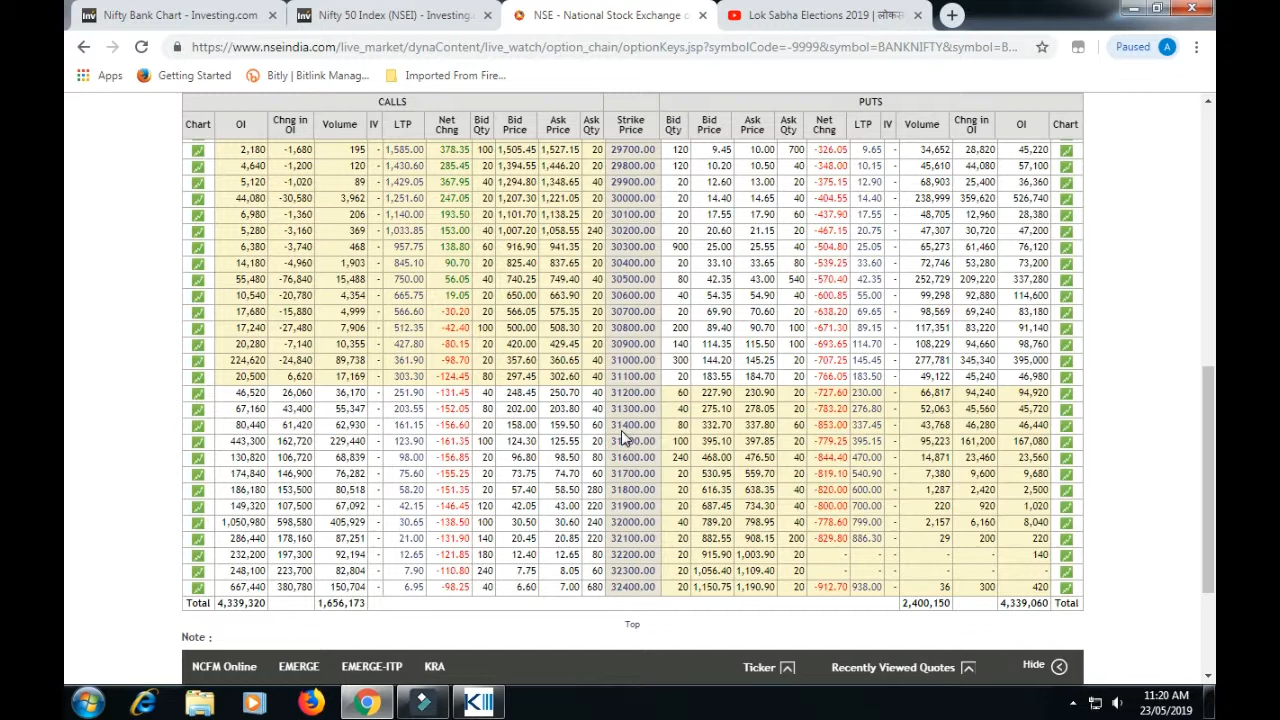 Nifty Bank Chart - Investing.com
Nifty 50 Index (NSEI) - Investing.
NSE - National Stock Exchange o
Lok Sabha Elections 2019 | लोकस
https://www.nseindia.com/live_market/dynaContent/live_watch/option_chain/optionKeys.jsp?symbolCode=-9999&symbol=BANKNIFTY&symbol=B... Paused A
Apps Getting Started Bitly | Bitlink Manag... Imported From Fire...
CALLS PUTS
Chart OI Chng in OI Volume IV LTP Net Chng Bid Qty Bid Price Ask Price Ask Qty Strike Price Bid Qty Bid Price Ask Price Ask Qty Net Chng LTP IV Volume Chng in OI OI Chart
2,180 -1,680 195 - 1,585.00 378.35 100 1,505.45 1,527.15 20 29700.00 120 9.45 10.00 700 -326.05 9.65 - 34,652 28,820 45,220
4,640 -1,200 120 - 1,430.60 285.45 20 1,394.55 1,446.20 20 29800.00 120 10.20 10.50 40 -348.00 10.15 - 45,610 44,080 57,100
5,120 -1,020 89 - 1,429.05 367.95 40 1,294.80 1,348.65 40 29900.00 20 12.60 13.00 20 -375.15 12.90 - 68,903 25,400 36,360
44,080 -30,580 3,962 - 1,251.60 247.05 20 1,207.30 1,221.05 20 30000.00 20 14.40 14.65 40 -404.55 14.40 - 238,999 359,620 526,740
6,980 -1,360 206 - 1,140.00 193.50 20 1,101.70 1,138.25 20 30100.00 20 17.55 17.90 60 -437.90 17.55 - 48,705 12,960 28,380
5,280 -3,160 369 - 1,033.85 153.00 40 1,007.20 1,058.55 240 30200.00 20 20.60 21.15 20 -467.15 20.75 - 47,307 30,720 47,200
6,380 -3,740 468 - 957.75 138.80 60 916.90 941.35 20 30300.00 900 25.00 25.55 40 -504.80 25.05 - 65,273 61,460 76,120
14,180 -4,960 1,903 - 845.10 90.70 20 825.40 837.65 20 30400.00 20 33.10 33.65 80 -539.25 33.60 - 72,746 53,280 73,200
55,480 -76,840 15,488 - 750.00 56.05 40 740.25 749.40 40 30500.00 80 42.35 43.00 540 -570.40 42.35 - 252,729 209,220 337,280
10,540 -20,780 4,354 - 665.75 19.05 20 650.00 663.90 20 30600.00 40 54.35 54.90 40 -600.85 55.00 - 99,298 92,880 114,600
17,680 -15,880 4,999 - 566.60 -30.20 20 566.05 575.35 20 30700.00 20 69.90 70.60 20 -638.20 69.65 - 98,569 69,240 83,180
17,240 -27,480 7,906 - 512.35 -42.40 100 500.00 508.30 20 30800.00 200 89.40 90.70 100 -671.30 89.15 - 117,351 83,220 91,140
20,280 -7,140 10,355 - 427.80 -80.15 20 420.00 429.45 20 30900.00 140 114.35 115.50 100 -693.65 114.70 - 108,229 94,660 98,760
224,620 -24,840 89,738 - 361.90 -98.70 20 357.60 360.65 40 31000.00 300 144.20 145.25 20 -707.25 145.45 - 277,781 345,340 395,000
20,500 6,620 17,169 - 303.30 -124.45 80 297.45 302.60 40 31100.00 20 183.55 184.70 20 -766.05 183.50 - 49,122 45,240 46,980
46,520 26,060 36,170 - 251.90 -131.45 40 248.45 250.70 40 31200.00 60 227.90 230.90 20 -727.60 230.00 - 66,817 94,240 94,920
67,160 43,400 55,347 - 203.55 -152.05 80 202.00 203.80 40 31300.00 40 275.10 278.05 20 -783.20 276.80 - 52,063 45,560 45,720
80,440 61,420 62,930 - 161.15 -156.60 20 158.00 159.50 60 31400.00 80 332.70 337.80 60 -853.00 337.45 - 43,768 46,280 46,440
443,300 162,720 229,440 - 123.90 -161.35 100 124.30 125.55 20 100 395.10 397.85 20 -779.25 395.15 - 95,223 161,200 167,080
130,820 106,720 68,839 - 98.00 -156.85 20 96.80 98.50 80 31600.00 240 468.00 476.50 40 -844.40 470.00 - 14,871 23,460 23,560
174,840 146,900 76,282 - 75.60 -155.25 20 73.75 74.70 60 31700.00 20 530.95 559.70 40 -819.10 540.90 - 7,380 9,600 9,680
186,180 153,500 80,518 - 58.20 -151.35 20 57.40 58.50 280 31800.00 20 616.35 638.35 40 -820.00 600.00 - 1,287 2,420 2,500
149,320 107,500 67,092 - 42.15 -146.45 120 42.05 43.00 220 31900.00 20 687.45 734.30 40 -800.00 700.00 - 220 920 1,020
1,050,980 598,580 405,929 - 30.65 -138.50 100 30.50 30.60 240 32000.00 40 789.20 798.95 40 -778.60 799.00 - 2,157 6,160 8,040
286,440 178,160 87,251 - 21.00 -131.90 140 20.45 20.85 220 32100.00 20 882.55 908.15 200 -829.80 886.30 - 29 200 220
232,200 197,300 92,194 - 12.65 -121.85 180 12.40 12.65 80 32200.00 20 915.90 1,003.90 20 - - - - - 140
248,100 223,700 82,804 - 7.90 -110.80 240 7.75 8.05 60 32300.00 20 1,056.40 1,109.40 20 - - - - - -
667,440 380,780 150,704 - 6.95 -98.25 40 6.60 7.00 680 32400.00 20 1,150.75 1,190.90 20 -912.70 938.00 - 36 300 420
Total 4,339,320 1,656,173 2,400,150 4,339,060 Total
Top
Note :
NCFM Online EMERGE EMERGE-ITP KRA Ticker Recently Viewed Quotes Hide
11:20 AM
23/05/2019